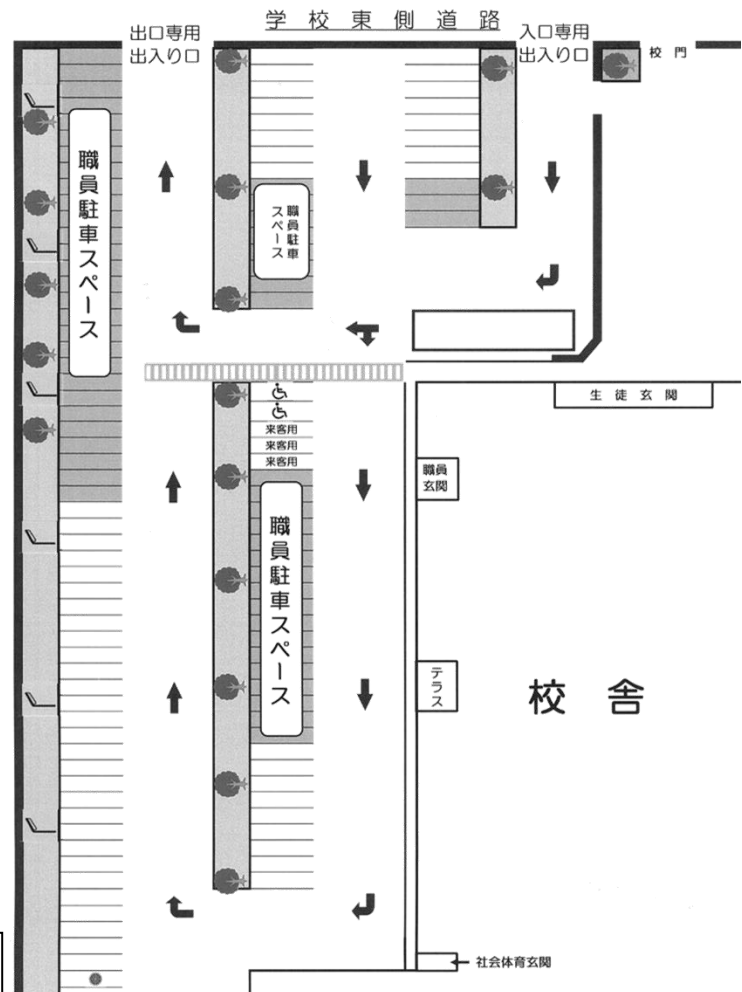 学校東側道路
出口専用
出入り口
入口専用
出入り口
校門
職員駐車スペース
職員駐車
スペース
来客用
来客用
来客用
生徒玄関
職員
玄関
職員駐車スペース
テラス
校舎
社会体育玄関